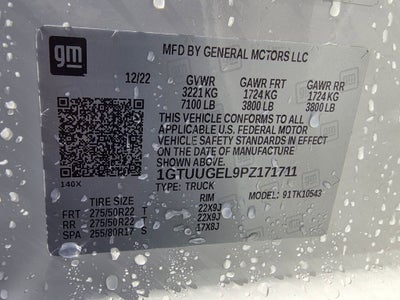 gm
MFD BY GENERAL MOTORS LLC
12/22 GVWR GAWR FRT GAWR RR
3221 KG 1724 KG 1724 KG
7100 LB 3800 LB 3800 LB
THIS VEHICLE CONFORMS TO ALL
APPLICABLE U.S. FEDERAL MOTOR
VEHICLE SAFETY STANDARDS IN EFFECT
ON THE DATE OF MANUFACTURE
SHOWN ABOVE.
1GTUUGEL9PZ171711
140X TYPE: TRUCK
TIRE SIZE RIM MODEL: 91TK10543
FRT 275/50R22 T 22X9J
RR 275/50R22 T 22X9J
SPA 255/80R17 S 17X8J